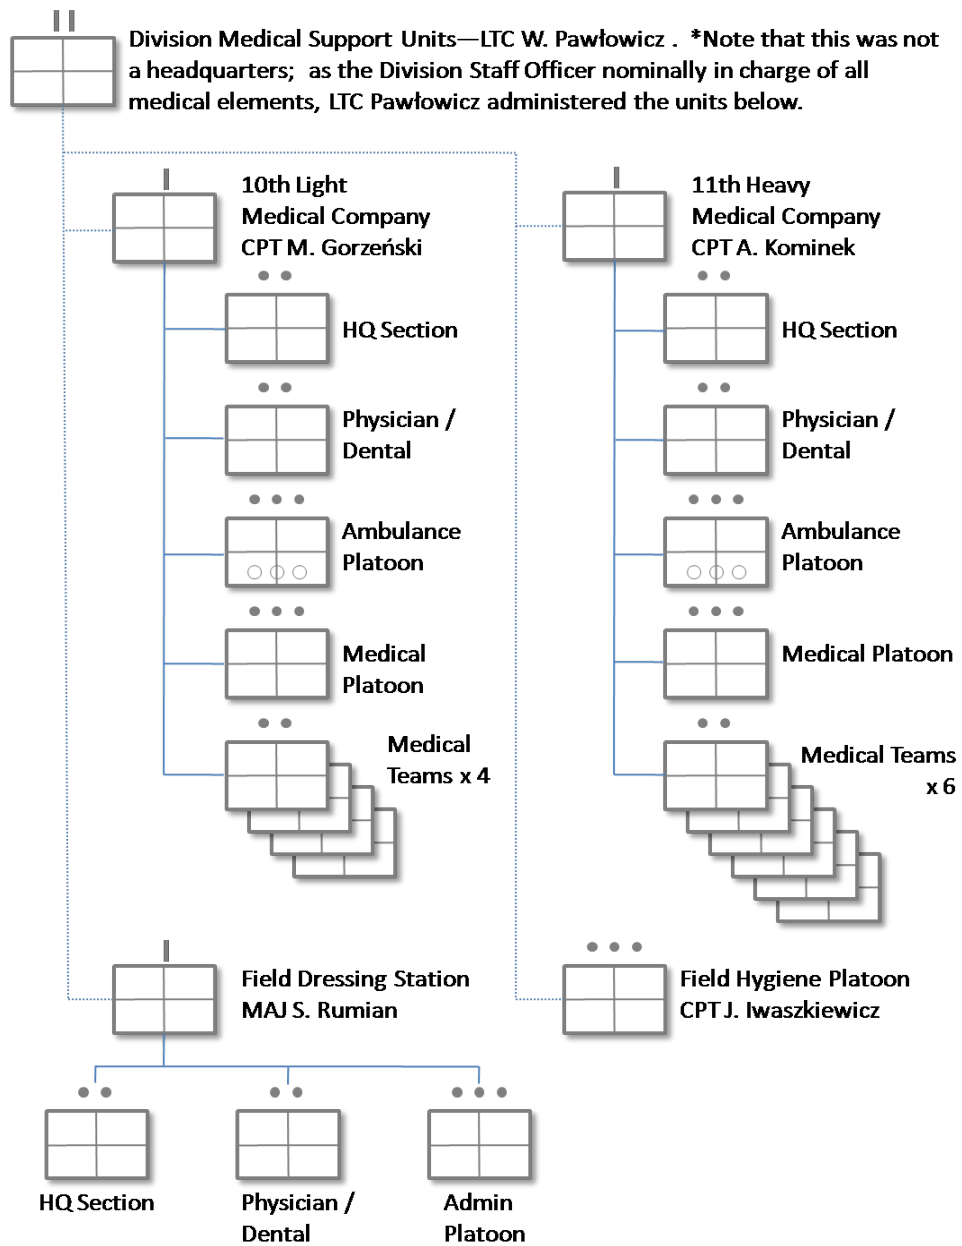 Division Medical Support Units—LTC W. Pawłowicz . *Note that this was not
a headquarters; as the Division Staff Officer nominally in charge of all
medical elements, LTC Pawłowicz administered the units below.
10th Light
Medical Company
CPT M. Gorzeński
11th Heavy
Medical Company
CPT A. Kominek
HQ Section
HQ Section
Physician /
Dental
Physician /
Dental
Ambulance
Platoon
Ambulance
Platoon
Medical
Platoon
Medical Platoon
Medical
Teams x 4
Medical Teams
x 6
Field Dressing Station
MAJ S. Rumian
Field Hygiene Platoon
CPT J. Iwaszkiewicz
HQ Section
Physician /
Dental
Admin
Platoon